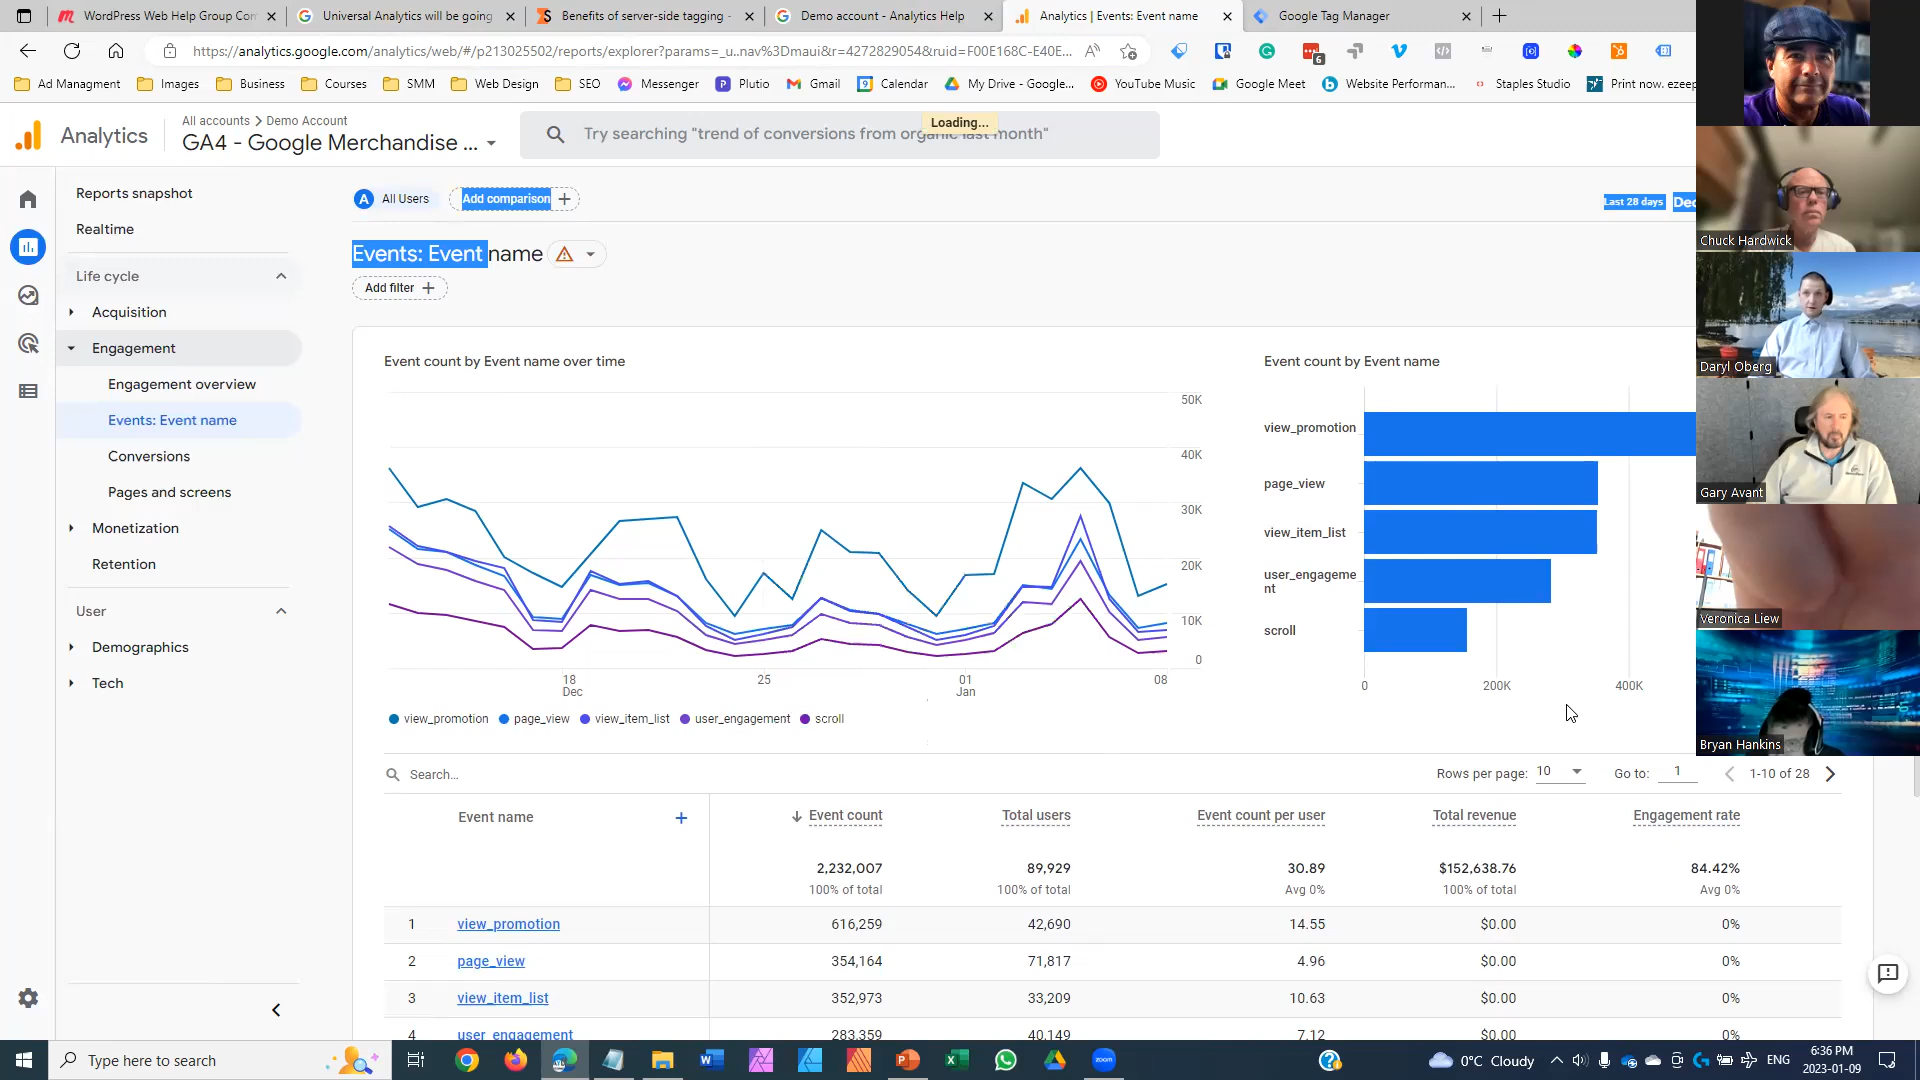 WordPress Web Help Group Con
Universal Analytics will be going
Benefits of server-side tagging -
Demo account - Analytics Help
Analytics | Events: Event name
Google Tag Manager
https://analytics.google.com/analytics/web/#/p213025502/reports/explorer?params=_u..nav%3Dmaui&r=4272829054&ruid=F00E168C-E40E...
6
Ad Managment
Images
Business
Courses
SMM
Web Design
SEO
Messenger
Plutio
Gmail
Calendar
My Drive - Google...
YouTube Music
Google Meet
Website Performan...
Staples Studio
Print now. ezeep
Analytics
All accounts > Demo Account
GA4 - Google Merchandise ...
Try searching "trend of conversions from organic last month"
Loading...
Reports snapshot
Realtime
Life cycle
Acquisition
Engagement
Engagement overview
Events: Event name
Conversions
Pages and screens
Monetization
Retention
User
Demographics
Tech
A All Users
Add comparison +
Last 28 days Dec
Events: Event name
Add filter +
Event count by Event name over time
50K
40K
30K
20K
10K
0
18
Dec
25
01
Jan
08
view_promotion page_view view_item_list user_engagement scroll
Event count by Event name
view_promotion
page_view
view_item_list
user_engageme
nt
scroll
0 200K 400K
Search...
Rows per page: 10
Go to: 1
1-10 of 28
Event name + Event count Total users Event count per user Total revenue Engagement rate
2,232,007 89,929 30.89 $152,638.76 84.42%
100% of total 100% of total Avg 0% 100% of total Avg 0%
1 view_promotion 616,259 42,690 14.55 $0.00 0%
2 page_view 354,164 71,817 4.96 $0.00 0%
3 view_item_list 352,973 33,209 10.63 $0.00 0%
4 user_engagement 283,359 40,149 7.12 $0.00 0%
Chuck Hardwick
Daryl Oberg
Gary Avant
Veronica Liew
Bryan Hankins
Type here to search
zoom
0°C Cloudy
ENG
6:36 PM
2023-01-09